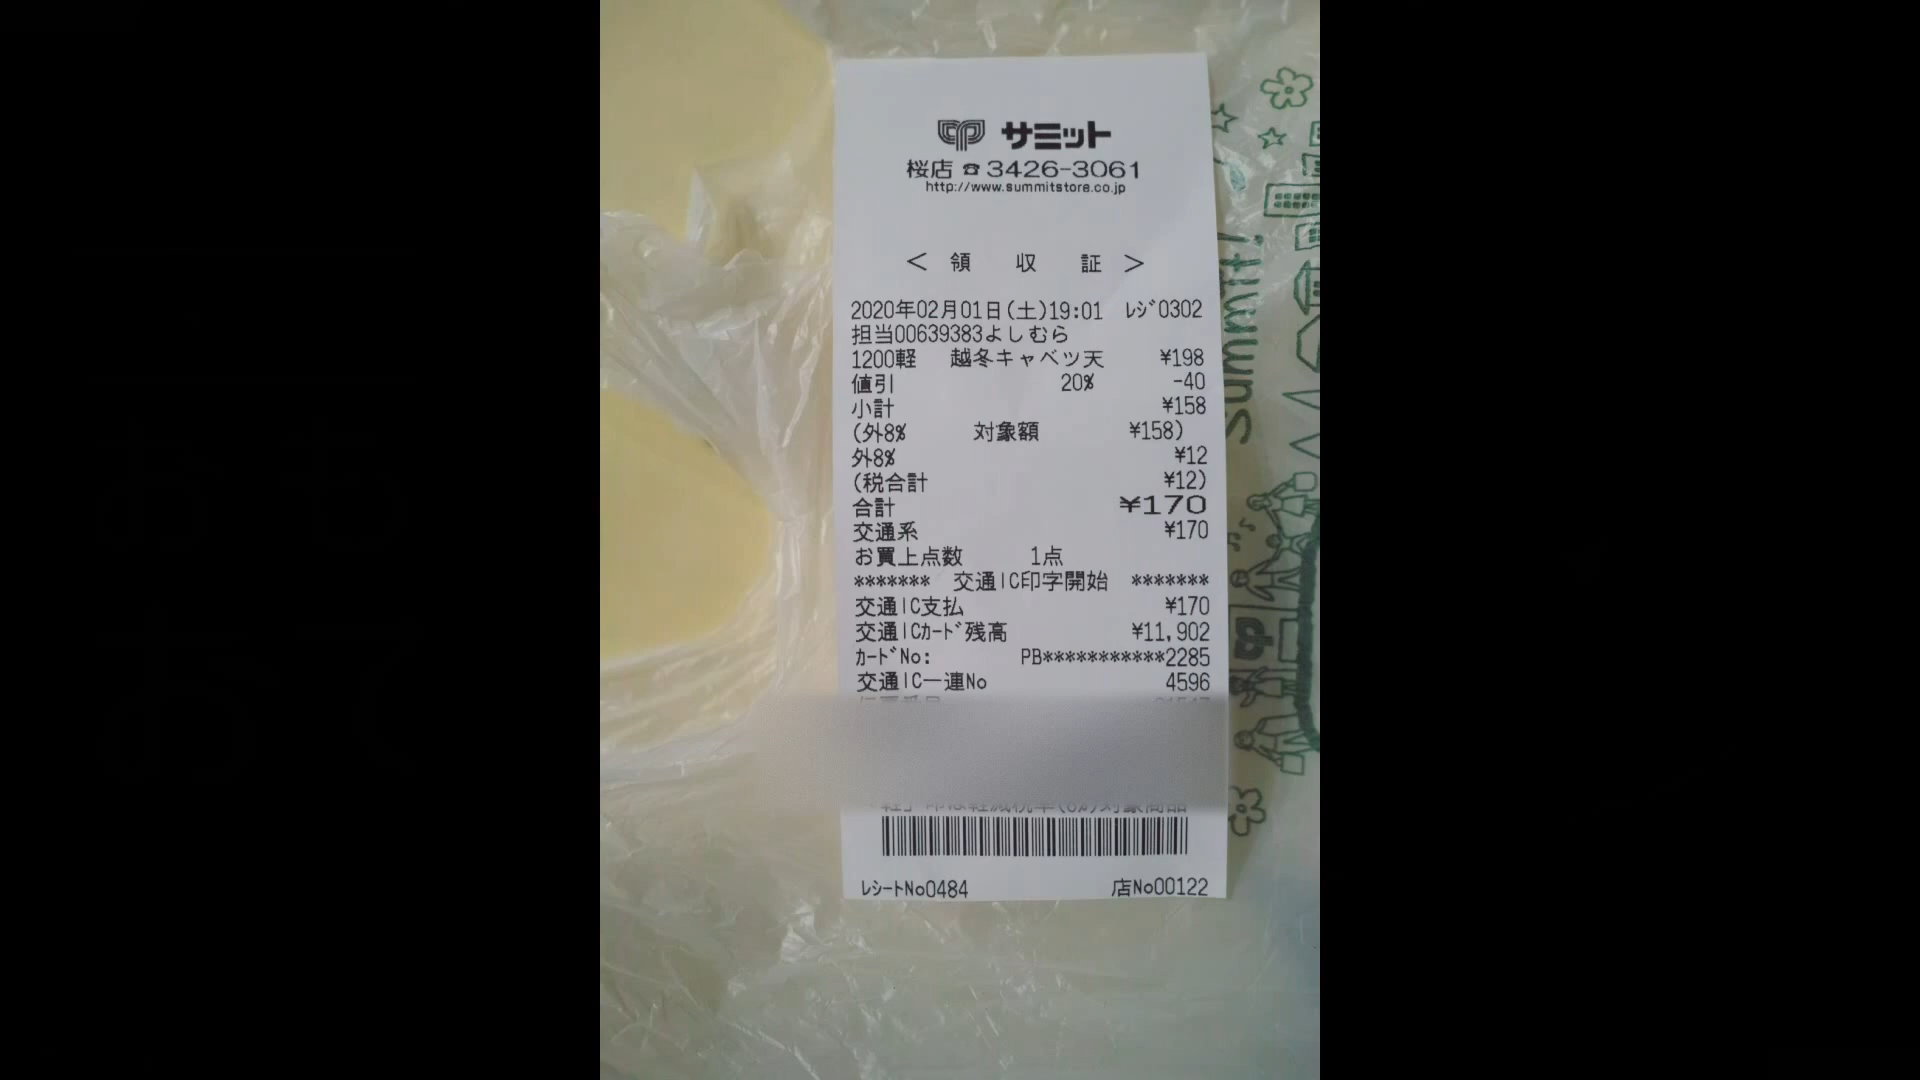 サミット
桜店 ☎3426-3061
http://www.summitstore.co.jp
< 領 収 証 >
2020年02月01日(土)19:01 ﾚｼﾞ0302
担当00639383よしむら
1200軽 越冬キャベツ天 ¥198
値引 20% -40
小計 ¥158
(外8% 対象額 ¥158)
外8% ¥12
(税合計 ¥12)
合計 ¥170
交通系 ¥170
お買上点数 1点
******* 交通IC印字開始 *******
交通IC支払 ¥170
交通ICｶｰﾄﾞ残高 ¥11,902
ｶｰﾄﾞNo: PB***********2285
交通IC一連No 4596
ﾚｼｰﾄNo0484 店No00122
summit!